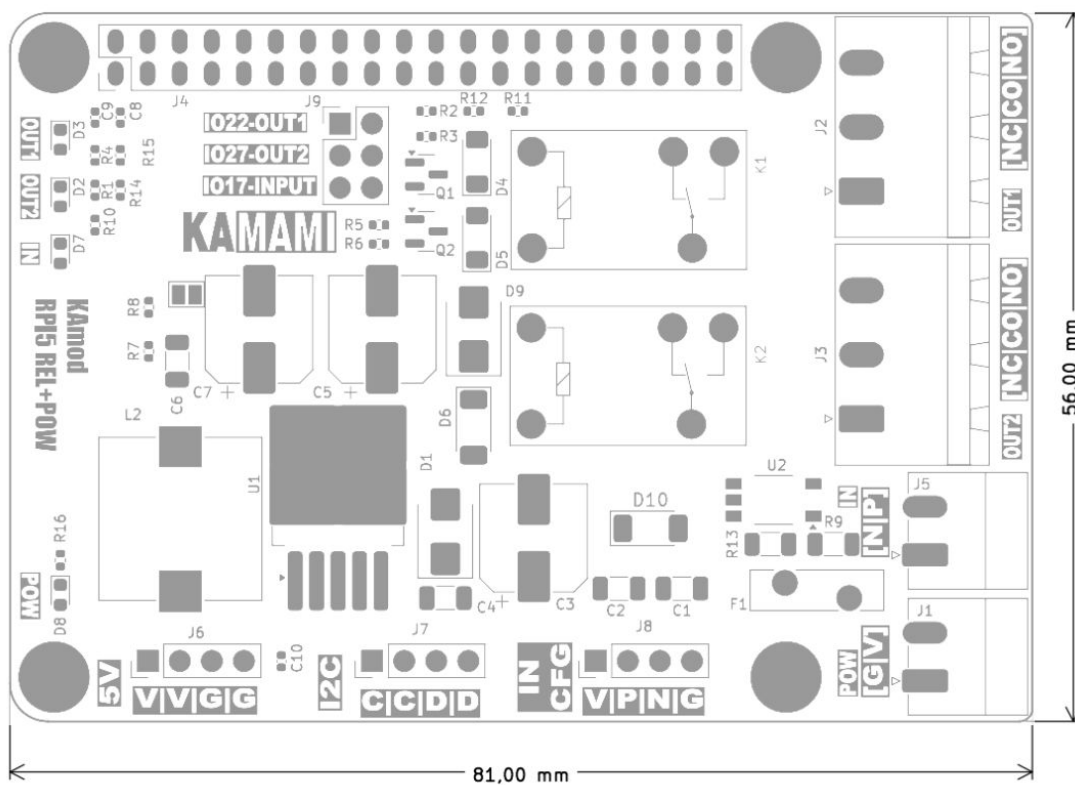 J4
J9
R12
R11
C9
C8
R2
OUT1
D3
IO22-OUT1
R3
R4
R15
IO27-OUT2
OUT2
D2
R1
R14
IO17-INPUT
Q1
D4
K1
J2
[NC|CO|NO]
OUT1
R10
IN
D7
KAMAMI
R5
R6
Q2
D5
KAmod
RPI5 REL+POW
R8
R7
C6
C7 +
C5 +
D9
D6
K2
J3
[NC|CO|NO]
OUT2
L2
U1
D1
C4 +
C3
D10
U2
R13
R9
IN
[N|P]
J5
R16
POW
D8
C2
C1
F1
J1
POW
[G|V]
5V
J6
V|V|G|G
C10
I2C
J7
C|C|D|D
IN
CFG
J8
V|P|N|G
56,00 mm
81,00 mm